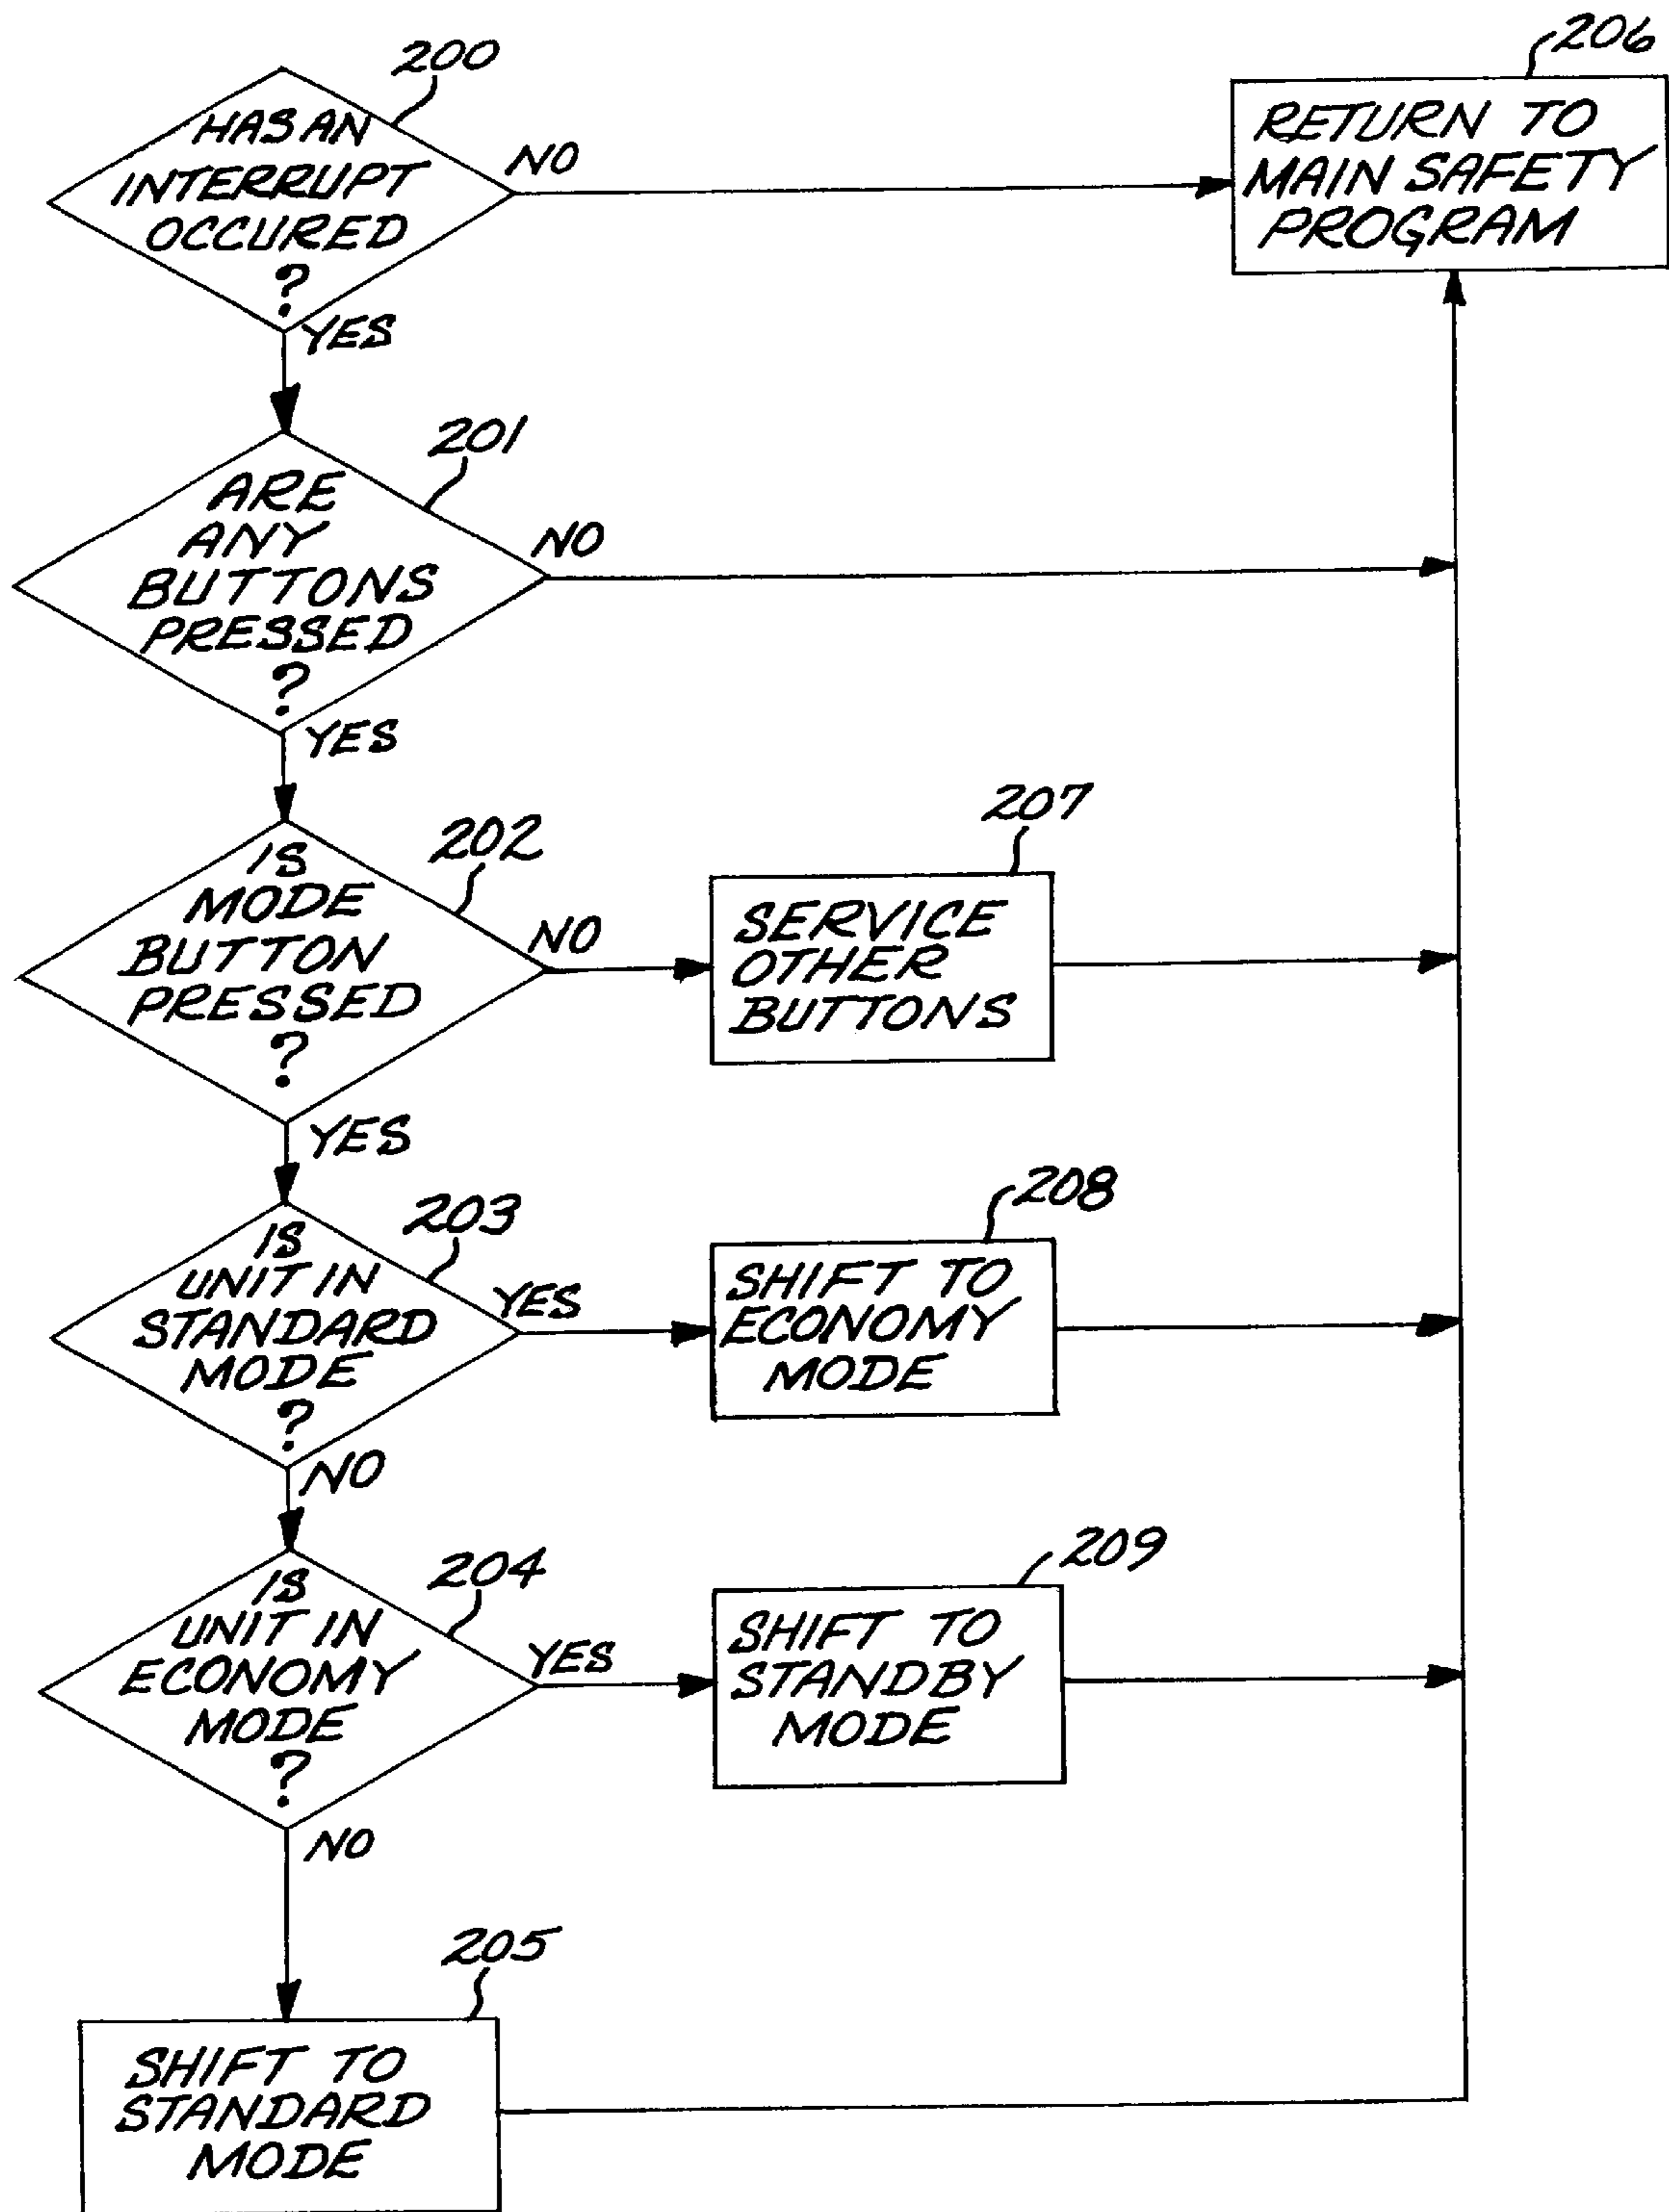 200
HAS AN
INTERRUPT
OCCURED
?
NO
YES
206
RETURN TO
MAIN SAFETY
PROGRAM
201
ARE
ANY
BUTTONS
PRESSED
?
NO
YES
202
IS
MODE
BUTTON
PRESSED
?
NO
YES
207
SERVICE
OTHER
BUTTONS
203
IS
UNIT IN
STANDARD
MODE
?
YES
NO
208
SHIFT TO
ECONOMY
MODE
204
IS
UNIT IN
ECONOMY
MODE
?
YES
NO
209
SHIFT TO
STANDBY
MODE
205
SHIFT TO
STANDARD
MODE